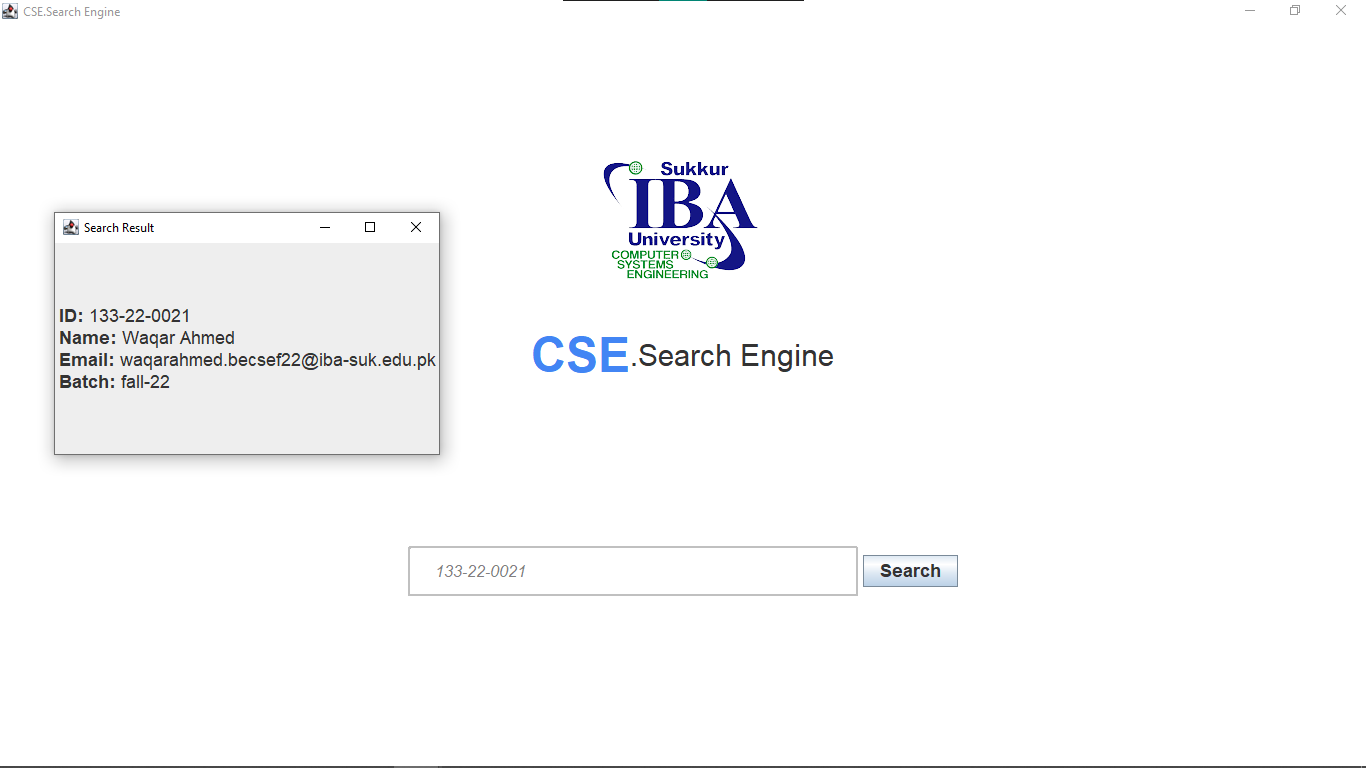 CSE.Search Engine
Sukkur
IBA
University
COMPUTER
SYSTEMS
ENGINEERING
Search Result
ID: 133-22-0021
Name: Waqar Ahmed
Email: waqarahmed.becsef22@iba-suk.edu.pk
Batch: fall-22
CSE.Search Engine
133-22-0021
Search